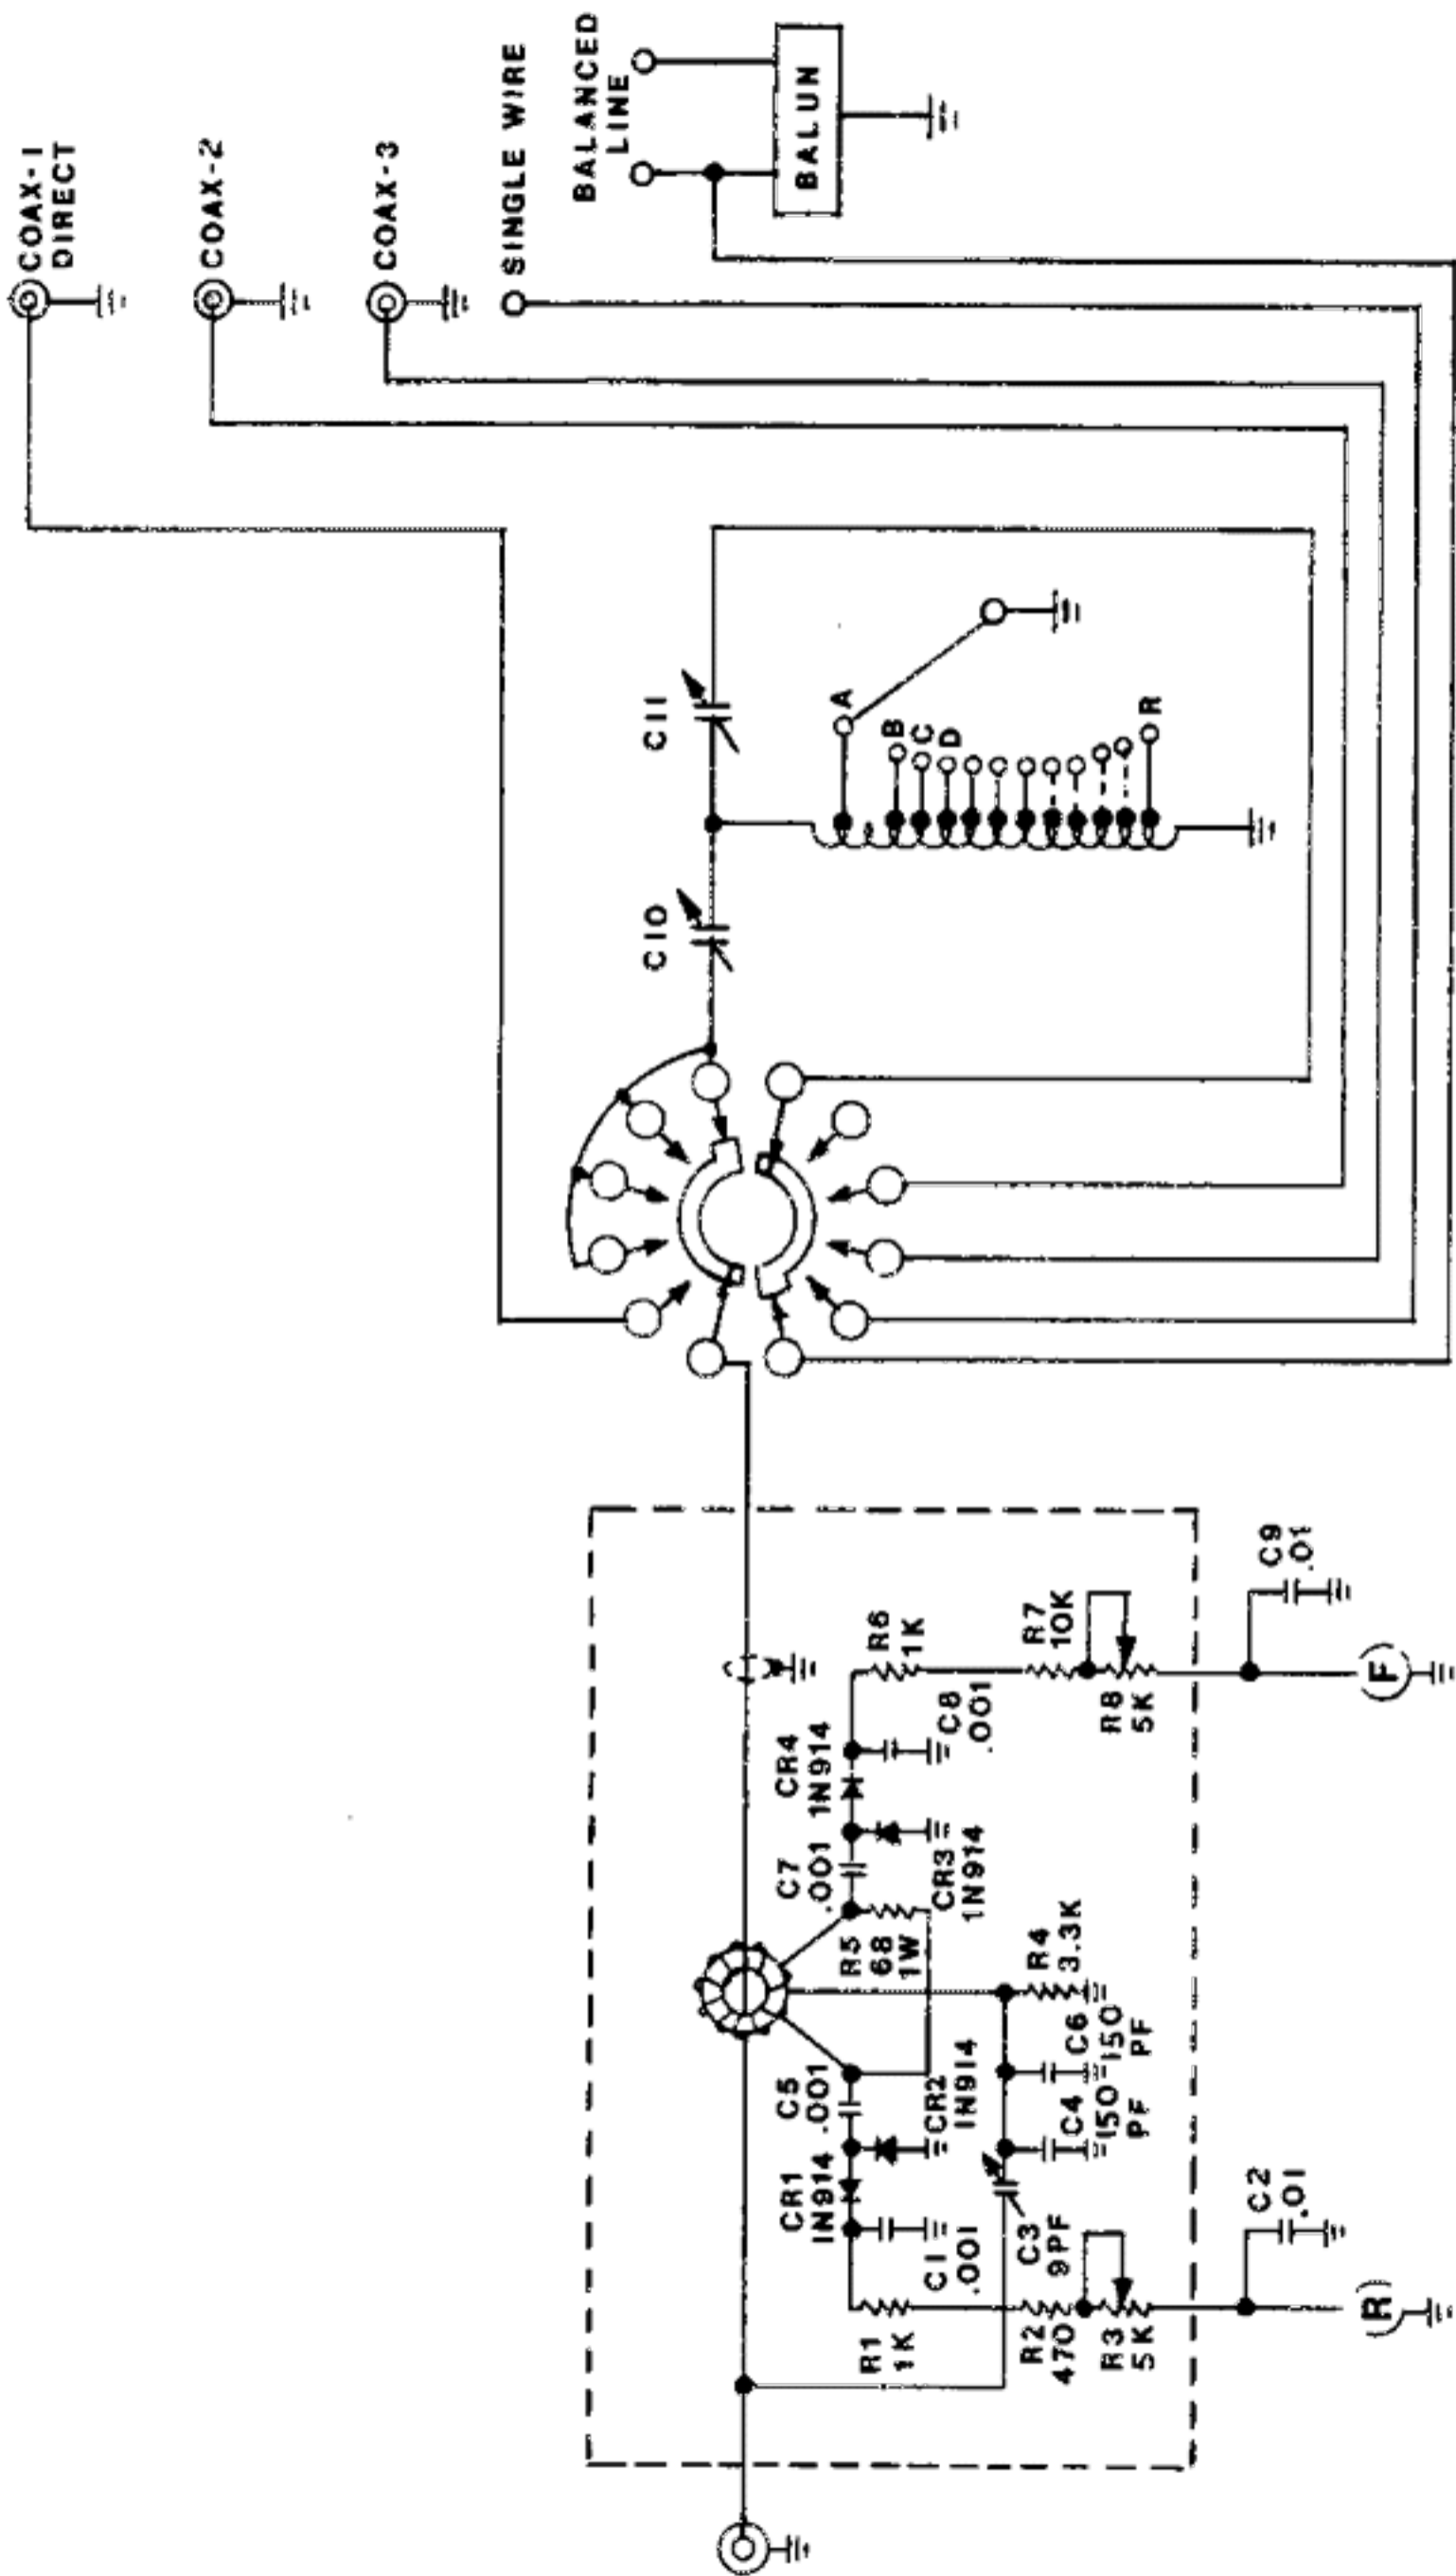 COAX-1
DIRECT
COAX-2
COAX-3
SINGLE WIRE
BALANCED
LINE
BALUN
C11
C10
A
B
C
D
R
R6
1K
R7
10K
C9
.01
CR4
1N914
C8
.001
R8
5K
F
C7
.001
CR3
1N914
R5
68
1W
R4
3.3K
C5
.001
CR2
1N914
C6
150
PF
C4
150
PF
CR1
1N914
C1
.001
C3
9PF
C2
.01
R1
1K
R2
470
R3
5K
R